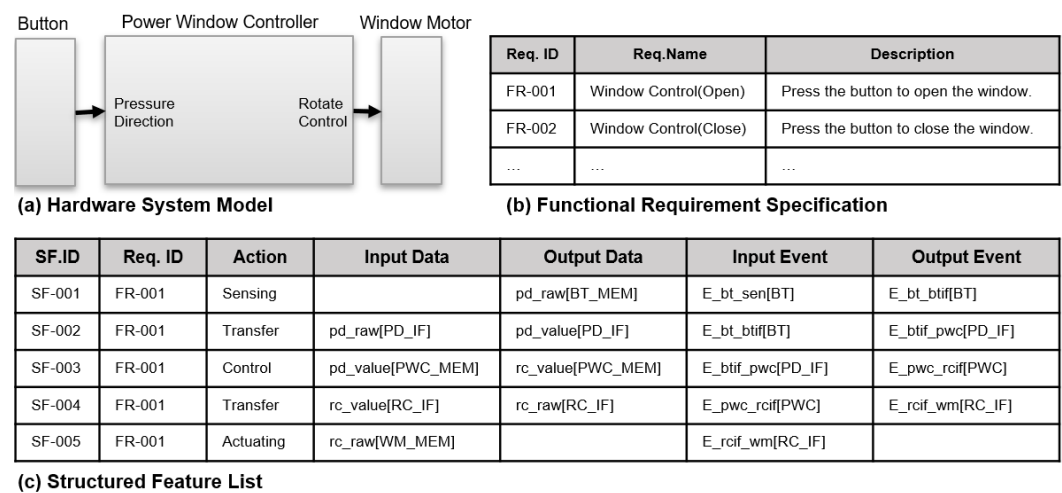 Button Power Window Controller Window Motor
Pressure Direction
Rotate Control
(a) Hardware System Model
Req. ID Req.Name Description
FR-001 Window Control(Open) Press the button to open the window.
FR-002 Window Control(Close) Press the button to close the window.
... ... ...
(b) Functional Requirement Specification
SF.ID Req. ID Action Input Data Output Data Input Event Output Event
SF-001 FR-001 Sensing pd_raw[BT_MEM] E_bt_sen[BT] E_bt_btif[BT]
SF-002 FR-001 Transfer pd_raw[PD_IF] pd_value[PD_IF] E_bt_btif[BT] E_btif_pwc[PD_IF]
SF-003 FR-001 Control pd_value[PWC_MEM] rc_value[PWC_MEM] E_btif_pwc[PD_IF] E_pwc_rcif[PWC]
SF-004 FR-001 Transfer rc_value[RC_IF] rc_raw[RC_IF] E_pwc_rcif[PWC] E_rcif_wm[RC_IF]
SF-005 FR-001 Actuating rc_raw[WM_MEM] E_rcif_wm[RC_IF]
(c) Structured Feature List